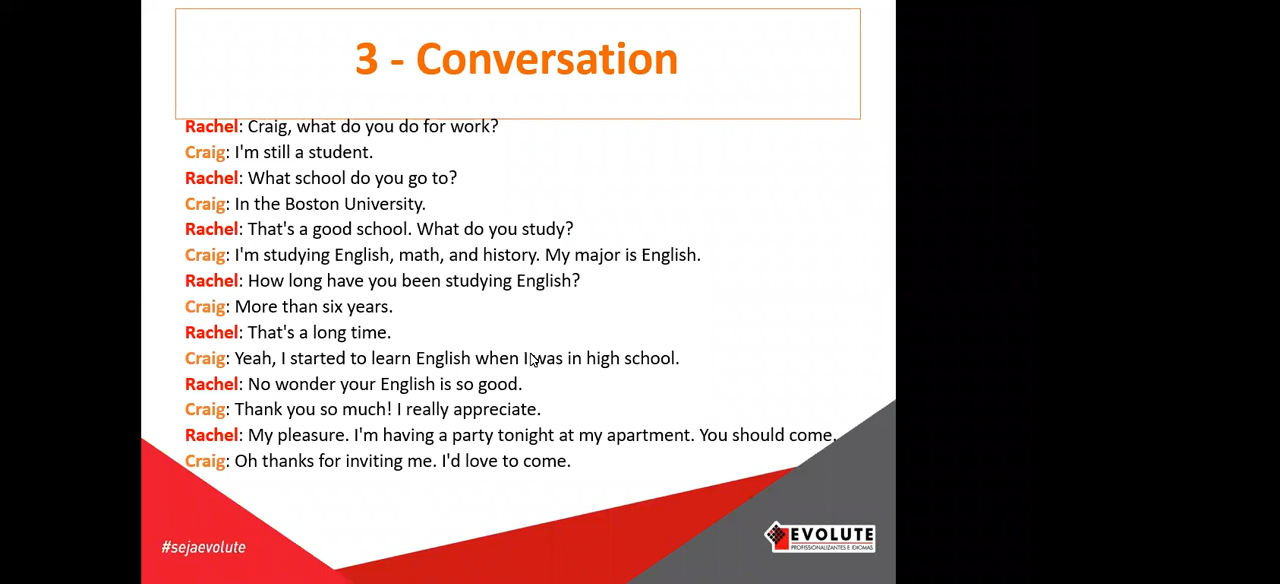 3 - Conversation
Rachel: Craig, what do you do for work?
Craig: I'm still a student.
Rachel: What school do you go to?
Craig: In the Boston University.
Rachel: That's a good school. What do you study?
Craig: I'm studying English, math, and history. My major is English.
Rachel: How long have you been studying English?
Craig: More than six years.
Rachel: That's a long time.
Craig: Yeah, I started to learn English when I was in high school.
Rachel: No wonder your English is so good.
Craig: Thank you so much! I really appreciate.
Rachel: My pleasure. I'm having a party tonight at my apartment. You should come.
Craig: Oh thanks for inviting me. I'd love to come.
#sejaevolute
EVOLUTE
PROFISSIONALIZANTES E IDIOMAS